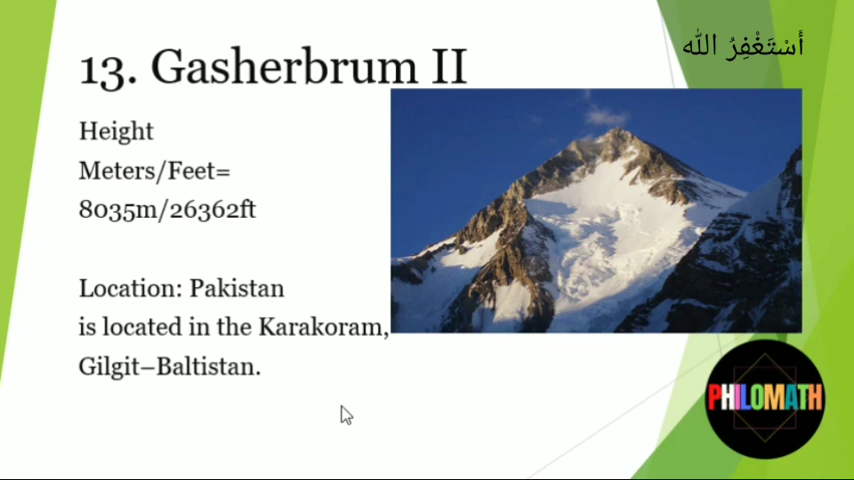 أَسْتَغْفِرُ اللّٰه
13. Gasherbrum II
Height
Meters/Feet=
8035m/26362ft
Location: Pakistan
is located in the Karakoram,
Gilgit–Baltistan.
PHILOMATH